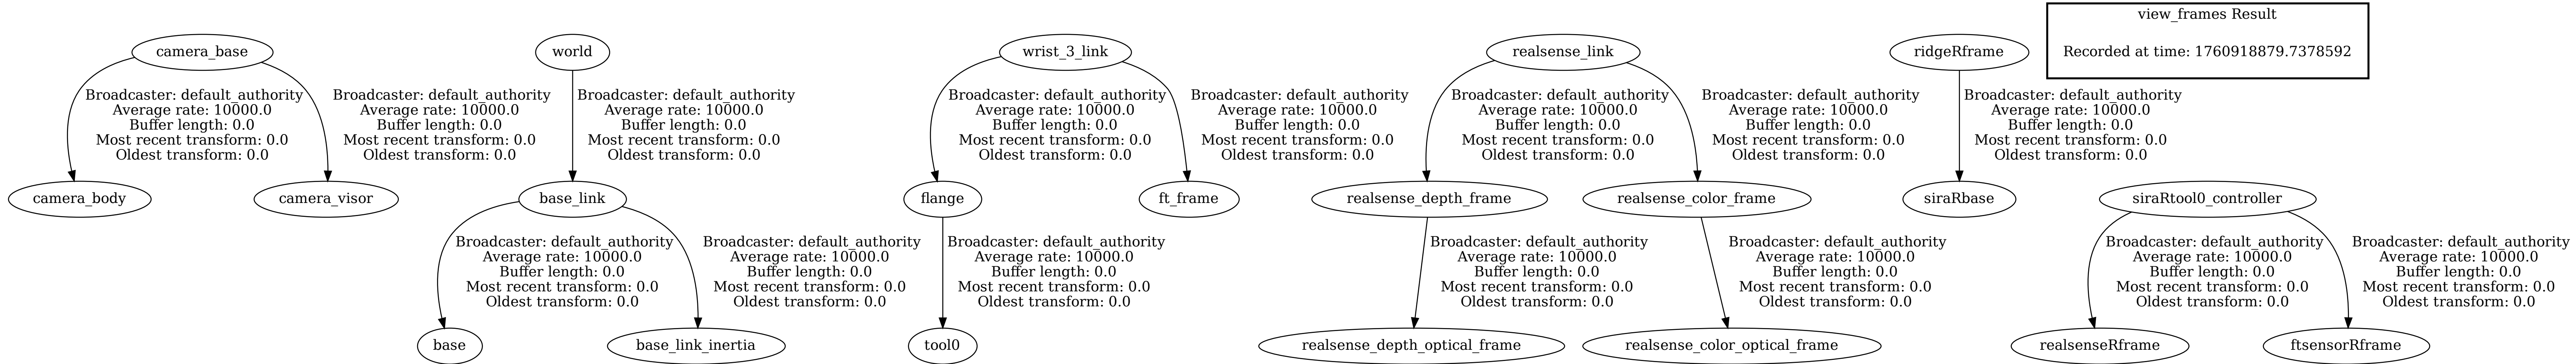 view_frames Result
Recorded at time: 1760918879.7378592
camera_base
world
wrist_3_link
realsense_link
ridgeRframe
Broadcaster: default_authority
Average rate: 10000.0
Buffer length: 0.0
Most recent transform: 0.0
Oldest transform: 0.0
Broadcaster: default_authority
Average rate: 10000.0
Buffer length: 0.0
Most recent transform: 0.0
Oldest transform: 0.0
Broadcaster: default_authority
Average rate: 10000.0
Buffer length: 0.0
Most recent transform: 0.0
Oldest transform: 0.0
Broadcaster: default_authority
Average rate: 10000.0
Buffer length: 0.0
Most recent transform: 0.0
Oldest transform: 0.0
Broadcaster: default_authority
Average rate: 10000.0
Buffer length: 0.0
Most recent transform: 0.0
Oldest transform: 0.0
Broadcaster: default_authority
Average rate: 10000.0
Buffer length: 0.0
Most recent transform: 0.0
Oldest transform: 0.0
Broadcaster: default_authority
Average rate: 10000.0
Buffer length: 0.0
Most recent transform: 0.0
Oldest transform: 0.0
Broadcaster: default_authority
Average rate: 10000.0
Buffer length: 0.0
Most recent transform: 0.0
Oldest transform: 0.0
camera_body
camera_visor
base_link
flange
ft_frame
realsense_depth_frame
realsense_color_frame
siraRbase
siraRtool0_controller
Broadcaster: default_authority
Average rate: 10000.0
Buffer length: 0.0
Most recent transform: 0.0
Oldest transform: 0.0
Broadcaster: default_authority
Average rate: 10000.0
Buffer length: 0.0
Most recent transform: 0.0
Oldest transform: 0.0
Broadcaster: default_authority
Average rate: 10000.0
Buffer length: 0.0
Most recent transform: 0.0
Oldest transform: 0.0
Broadcaster: default_authority
Average rate: 10000.0
Buffer length: 0.0
Most recent transform: 0.0
Oldest transform: 0.0
Broadcaster: default_authority
Average rate: 10000.0
Buffer length: 0.0
Most recent transform: 0.0
Oldest transform: 0.0
Broadcaster: default_authority
Average rate: 10000.0
Buffer length: 0.0
Most recent transform: 0.0
Oldest transform: 0.0
Broadcaster: default_authority
Average rate: 10000.0
Buffer length: 0.0
Most recent transform: 0.0
Oldest transform: 0.0
base
base_link_inertia
tool0
realsense_depth_optical_frame
realsense_color_optical_frame
realsenseRframe
ftsensorRframe